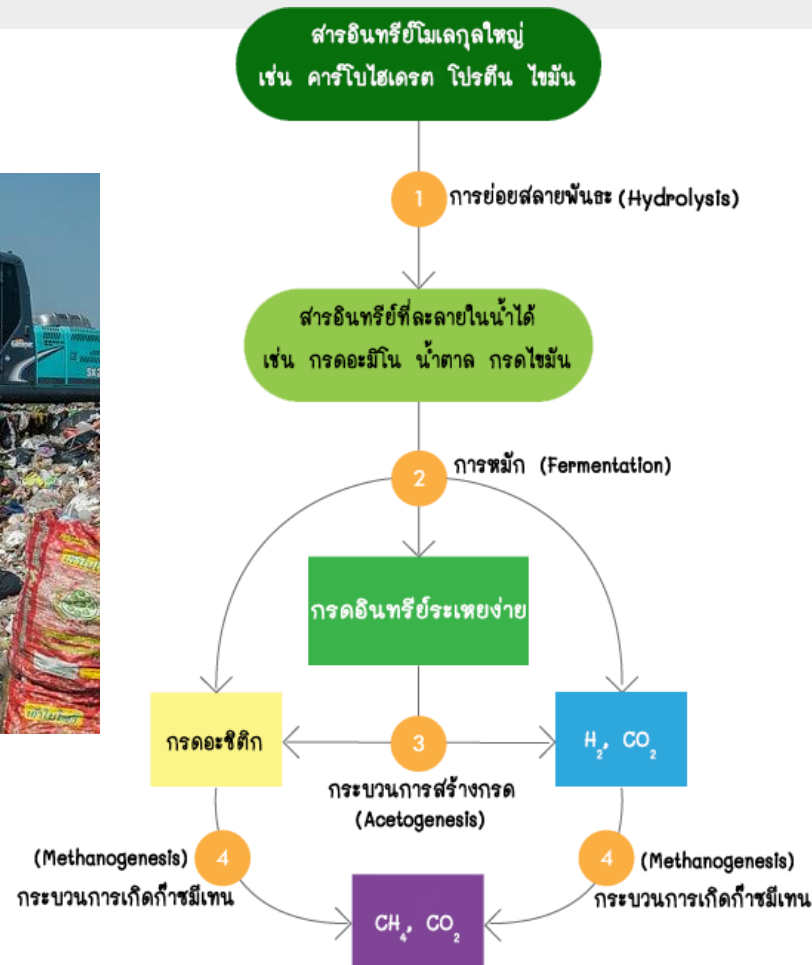 สารอินทรีย์โมเลกุลใหญ่
เช่น คาร์โบไฮเดรต โปรตีน ไขมัน
1
การย่อยสลายพันธะ (Hydrolysis)
สารอินทรีย์ที่ละลายในน้ำได้
เช่น กรดอะมิโน น้ำตาล กรดไขมัน
2
การหมัก (Fermentation)
กรดอินทรีย์ระเหยง่าย
กรดอะซิติก
3
H₂, CO₂
กระบวนการสร้างกรด
(Acetogenesis)
(Methanogenesis) 4
กระบวนการเกิดก๊าซมีเทน
4 (Methanogenesis)
กระบวนการเกิดก๊าซมีเทน
CH₄, CO₂